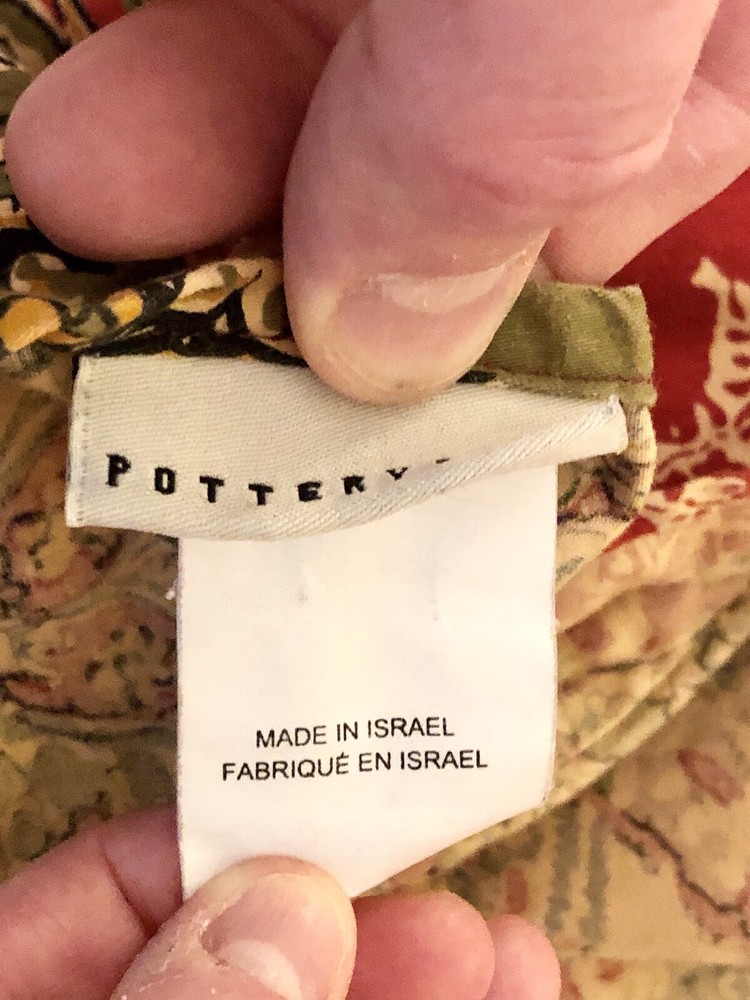 POTTERY
MADE IN ISRAEL
FABRIQUÉ EN ISRAEL